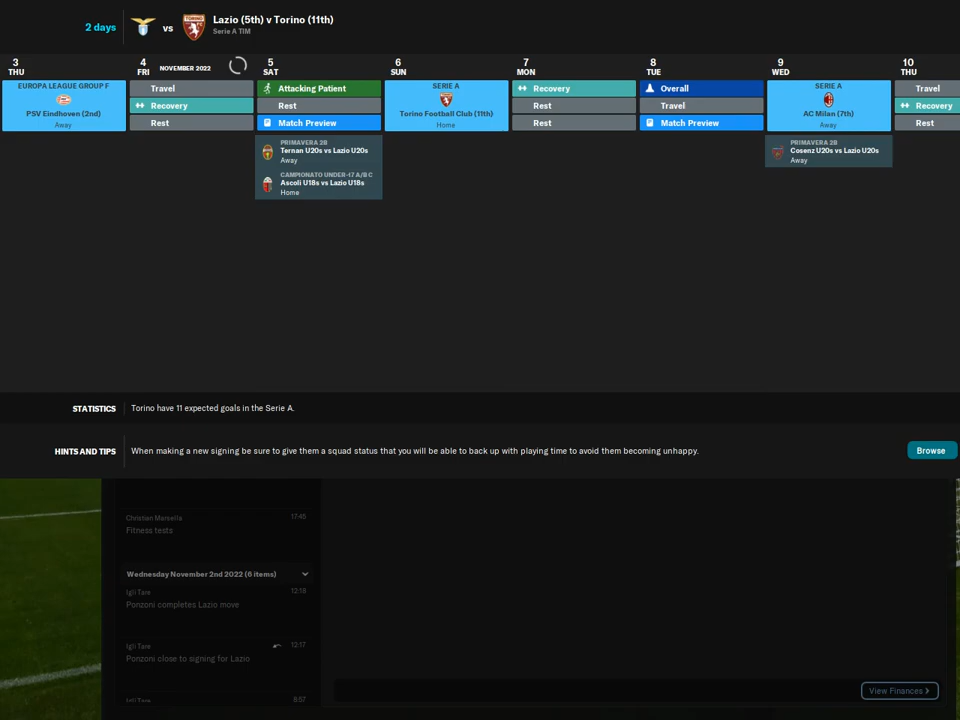 2 days
vs
Lazio (5th) v Torino (11th)
Serie A TIM
3
THU
4
FRI
NOVEMBER 2022
5
SAT
6
SUN
7
MON
8
TUE
9
WED
10
THU
EUROPA LEAGUE GROUP F
PSV Eindhoven (2nd)
Away
Travel
Recovery
Rest
Attacking Patient
Rest
Match Preview
PRIMAVERA 2B
Ternan U20s vs Lazio U20s
Away
CAMPIONATO UNDER-17 A/B C
Ascoli U18s vs Lazio U18s
Home
SERIE A
Torino Football Club (11th)
Home
Recovery
Rest
Rest
Overall
Travel
Match Preview
SERIE A
AC Milan (7th)
Away
PRIMAVERA 2B
Cosenz U20s vs Lazio U20s
Away
Travel
Recovery
Rest
STATISTICS
Torino have 11 expected goals in the Serie A.
HINTS AND TIPS
When making a new signing be sure to give them a squad status that you will be able to back up with playing time to avoid them becoming unhappy.
Browse
Christian Marsella
17:45
Fitness tests
Wednesday November 2nd 2022 (6 items)
Igli Tare
12:18
Ponzoni completes Lazio move
Igli Tare
12:17
Ponzoni close to signing for Lazio
Igli Tare
8:57
View Finances